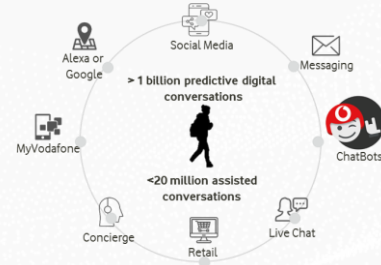 Social Media
Alexa or
Google
Messaging
> 1 billion predictive digital
conversations
MyVodafone
ChatBots
<20 million assisted
conversations
Concierge
Live Chat
Retail